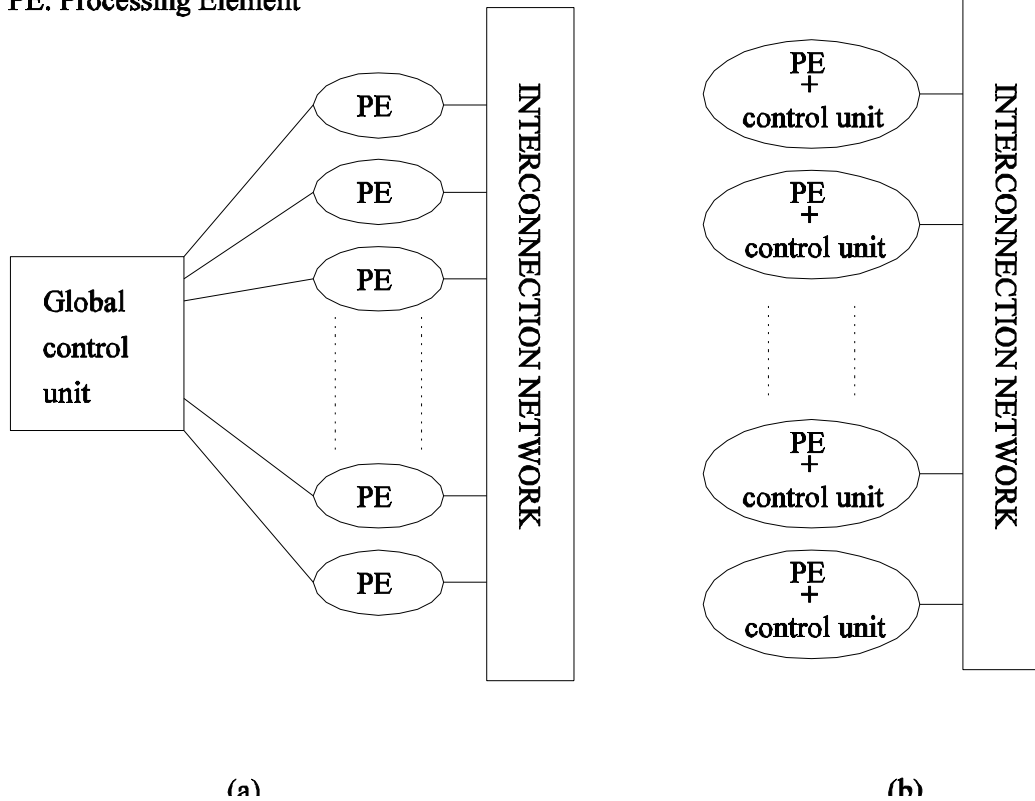 PE: Processing Element
PE
PE
PE
PE
PE
Global
control
unit
INTERCONNECTION NETWORK
(a)
PE
+
control unit
PE
+
control unit
PE
+
control unit
PE
+
control unit
INTERCONNECTION NETWORK
(b)